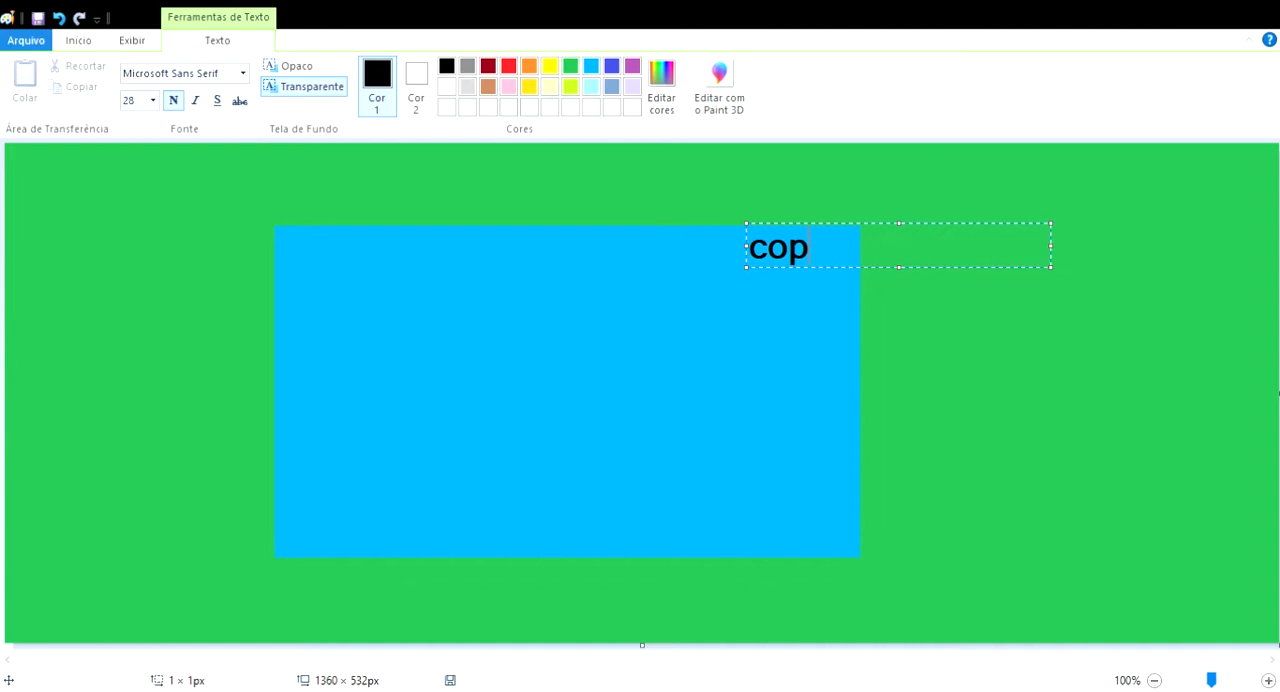 Ferramentas de Texto
Arquivo Início Exibir Texto
Colar
Recortar
Copiar
Área de Transferência
Microsoft Sans Serif
28 N I S abc
Fonte
Opaco
Transparente
Tela de Fundo
Cor 1
Cor 2
Editar cores
Cores
Editar com o Paint 3D
cop
1 × 1px
1360 × 532px
100%